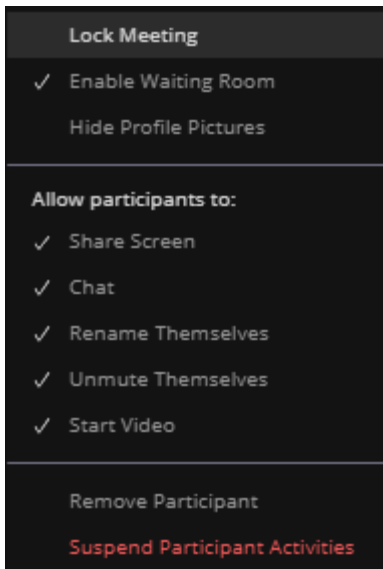 Lock Meeting
✓ Enable Waiting Room
Hide Profile Pictures
Allow participants to:
✓ Share Screen
✓ Chat
✓ Rename Themselves
✓ Unmute Themselves
✓ Start Video
Remove Participant
Suspend Participant Activities